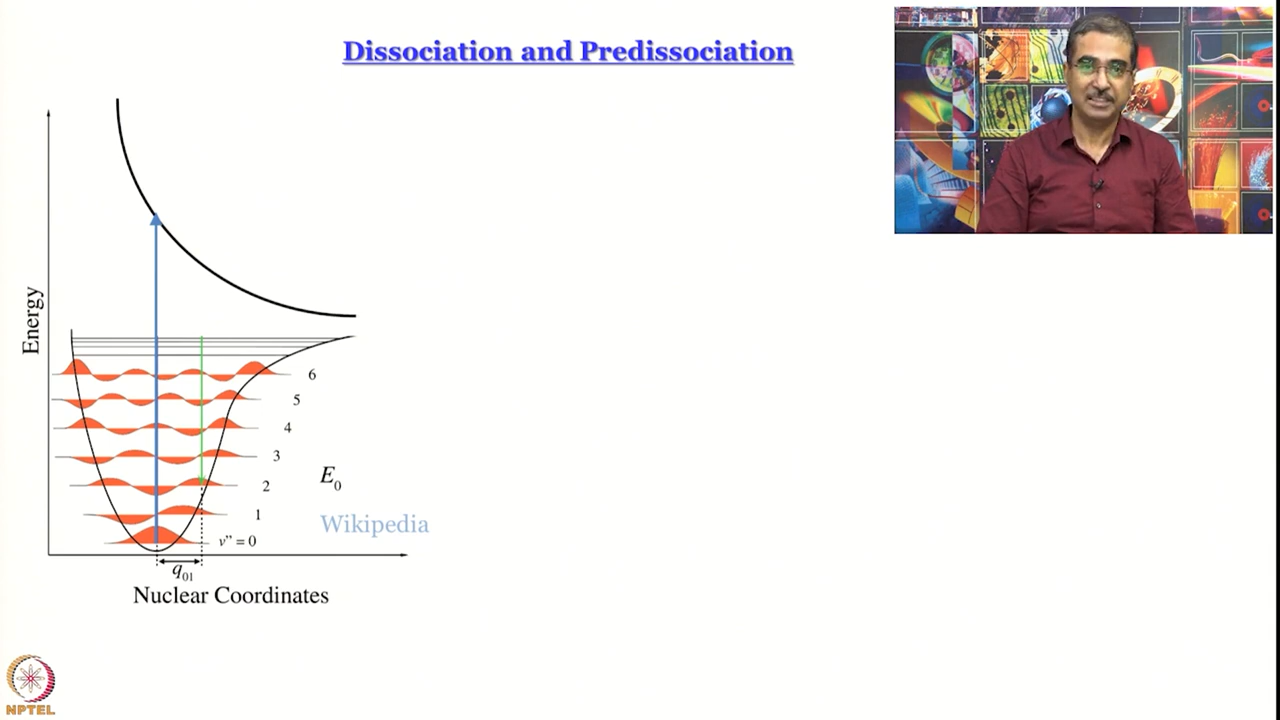 Dissociation and Predissociation
Energy
6
5
4
3
2
1
v” = 0
E0
Wikipedia
q01
Nuclear Coordinates
NPTEL